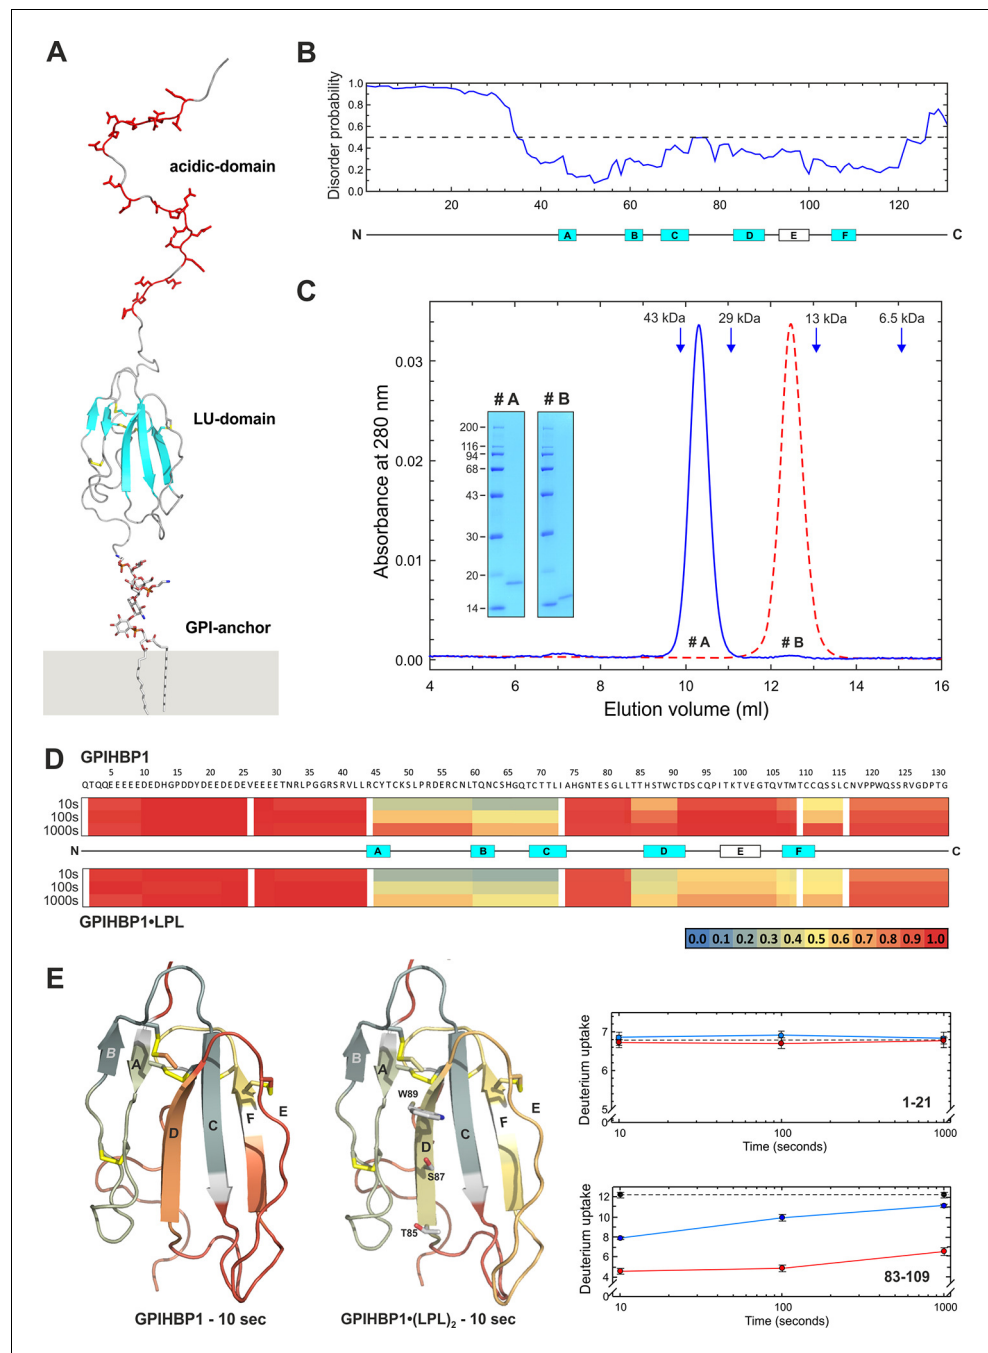 A
acidic-domain
LU-domain
GPI-anchor
B
Disorder probability
1.0
0.8
0.6
0.4
0.2
0.0
20 40 60 80 100 120
N A B C D E F C
C
43 kDa 29 kDa 13 kDa 6.5 kDa
Absorbance at 280 nm
0.03
0.02
0.01
0.00
# A # B
200
116
94
68
43
30
20
14
# A # B
4 6 8 10 12 14 16
Elution volume (ml)
D
GPIHBP1
5 10 15 20 25 30 35 40 45 50 55 60 65 70 75 80 85 90 95 100 105 110 115 120 125 130
QTQQEEEEEDEDHGPDDYDEEDEDEVEEEETNRLPGGRSRVLLRCYTCKSLPRDERCNLTQNCSHGQTCTTLIAHGNTESGLLTTHSTWCTDSCQPITKTVEGTQVTMTCCQSSLCNVPPWQSSRVGDPTG
10s
100s
1000s
N A B C D E F C
10s
100s
1000s
GPIHBP1•LPL
0.0 0.1 0.2 0.3 0.4 0.5 0.6 0.7 0.8 0.9 1.0
E
B A D C F E
GPIHBP1 - 10 sec
B A W89 D C F E
S87
T85
GPIHBP1•(LPL)2 - 10 sec
Deuterium uptake
7
6
5
0
1-21
10 100 1000
Time (seconds)
Deuterium uptake
12
10
8
6
4
0
83-109
10 100 1000
Time (seconds)